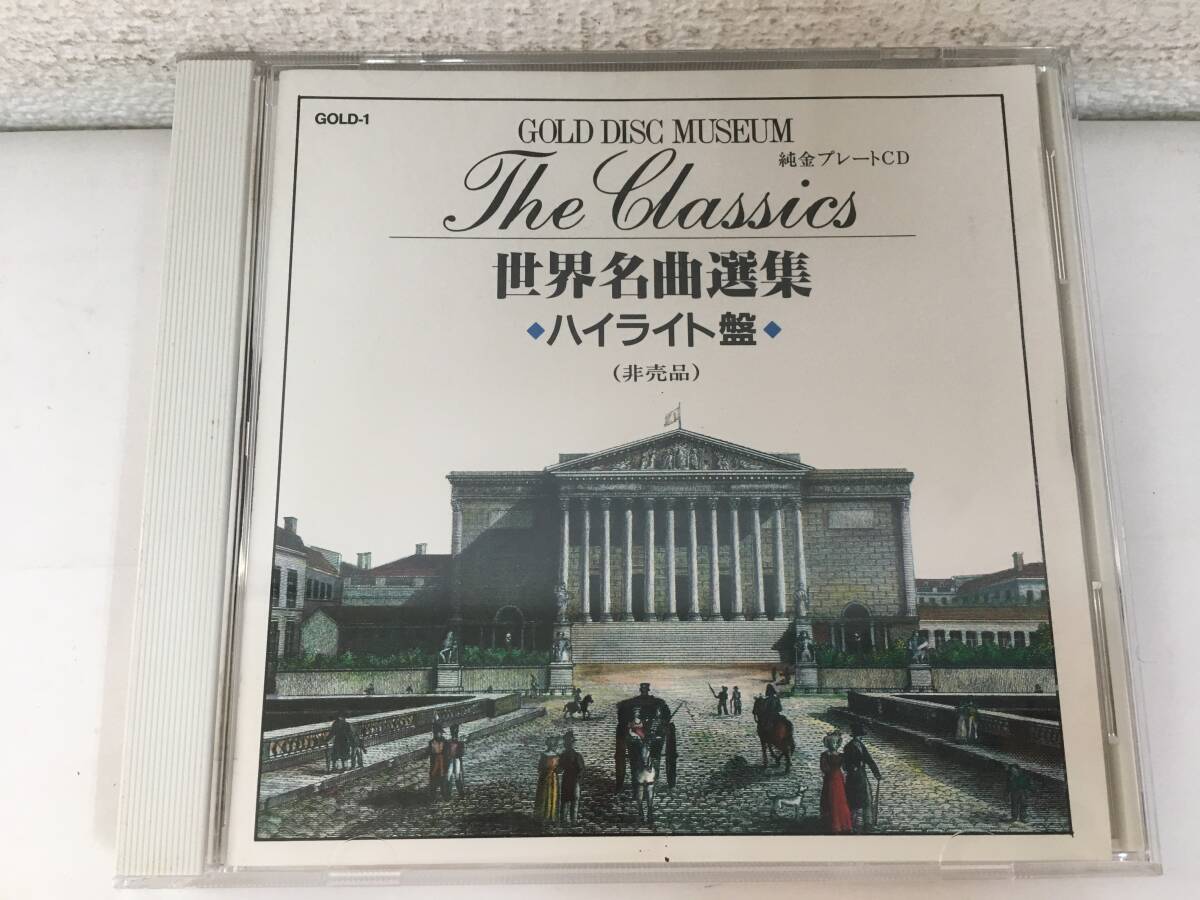 GOLD-1
GOLD DISC MUSEUM
純金プレートCD
The Classics
世界名曲選集
◆ハイライト盤◆
(非売品)